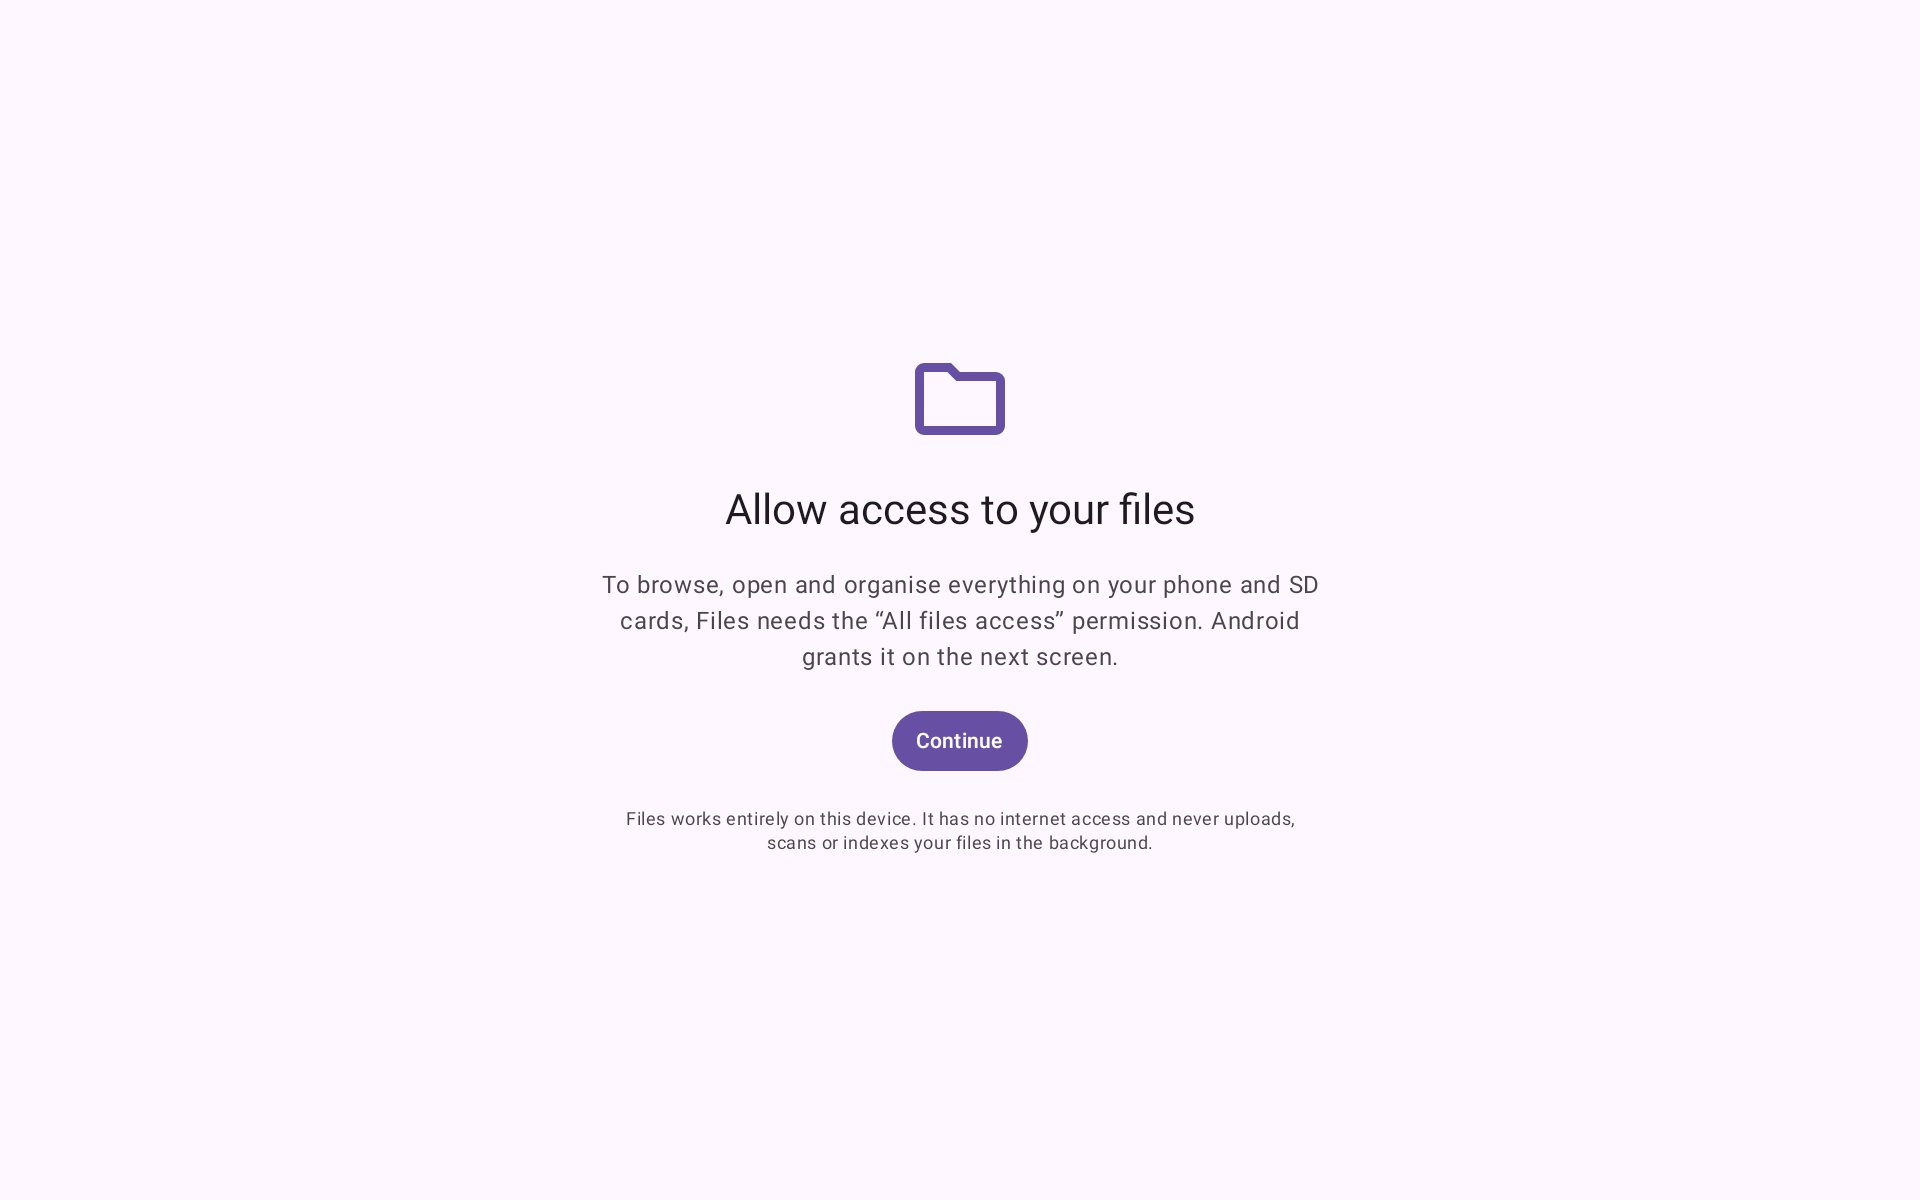 Allow access to your files
To browse, open and organise everything on your phone and SD
cards, Files needs the “All files access” permission. Android
grants it on the next screen.
Continue
Files works entirely on this device. It has no internet access and never uploads,
scans or indexes your files in the background.